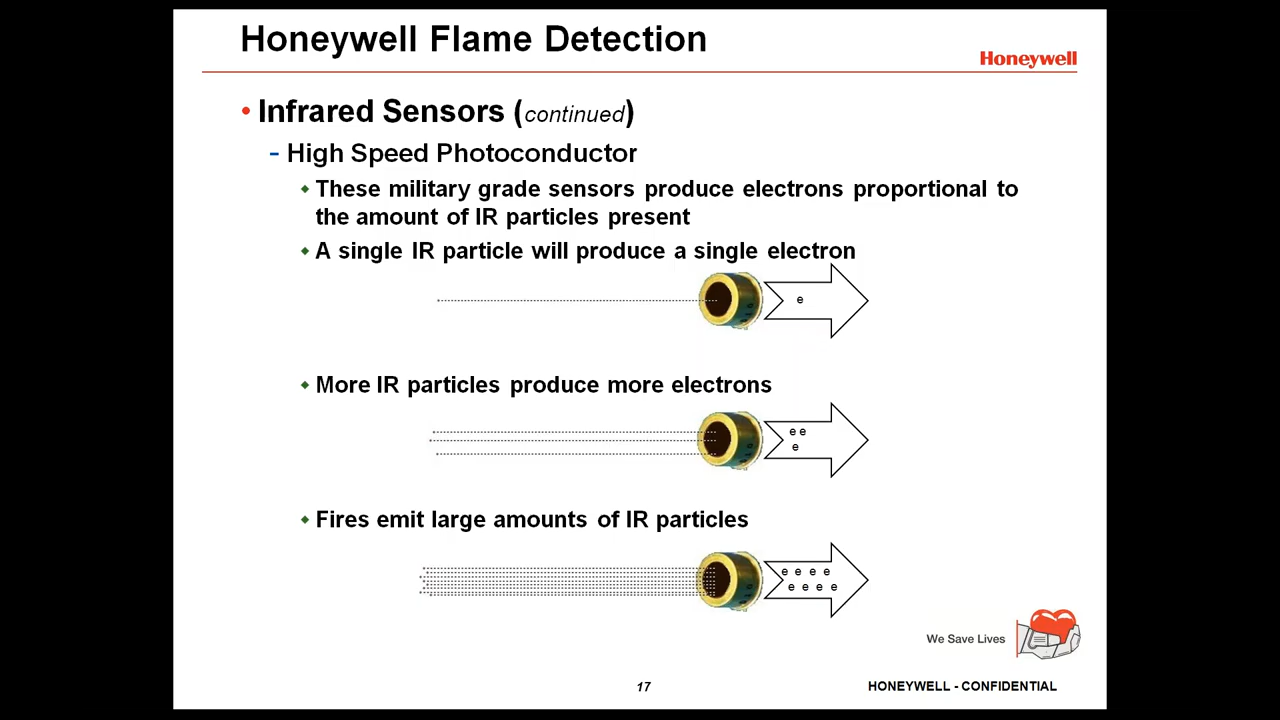 Honeywell Flame Detection
Honeywell
• Infrared Sensors (continued)
- High Speed Photoconductor
◆ These military grade sensors produce electrons proportional to
the amount of IR particles present
◆ A single IR particle will produce a single electron
e
◆ More IR particles produce more electrons
e e
e
◆ Fires emit large amounts of IR particles
e e e e
e e e e
We Save Lives
17
HONEYWELL - CONFIDENTIAL